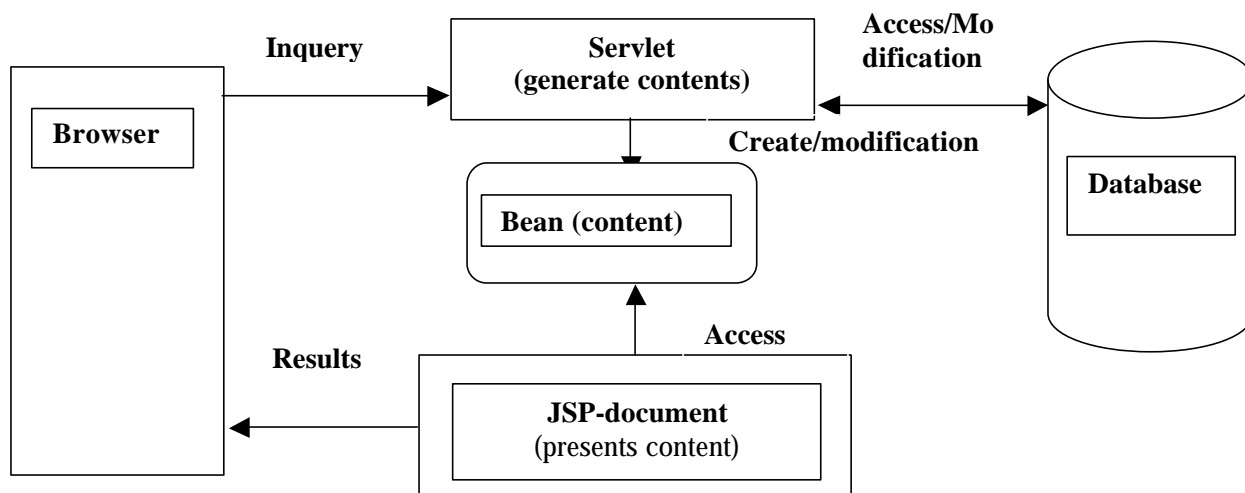 Inquery
Servlet
(generate contents)
Access/Mo
dification
Browser
Create/modification
Database
Bean (content)
Access
Results
JSP-document
(presents content)